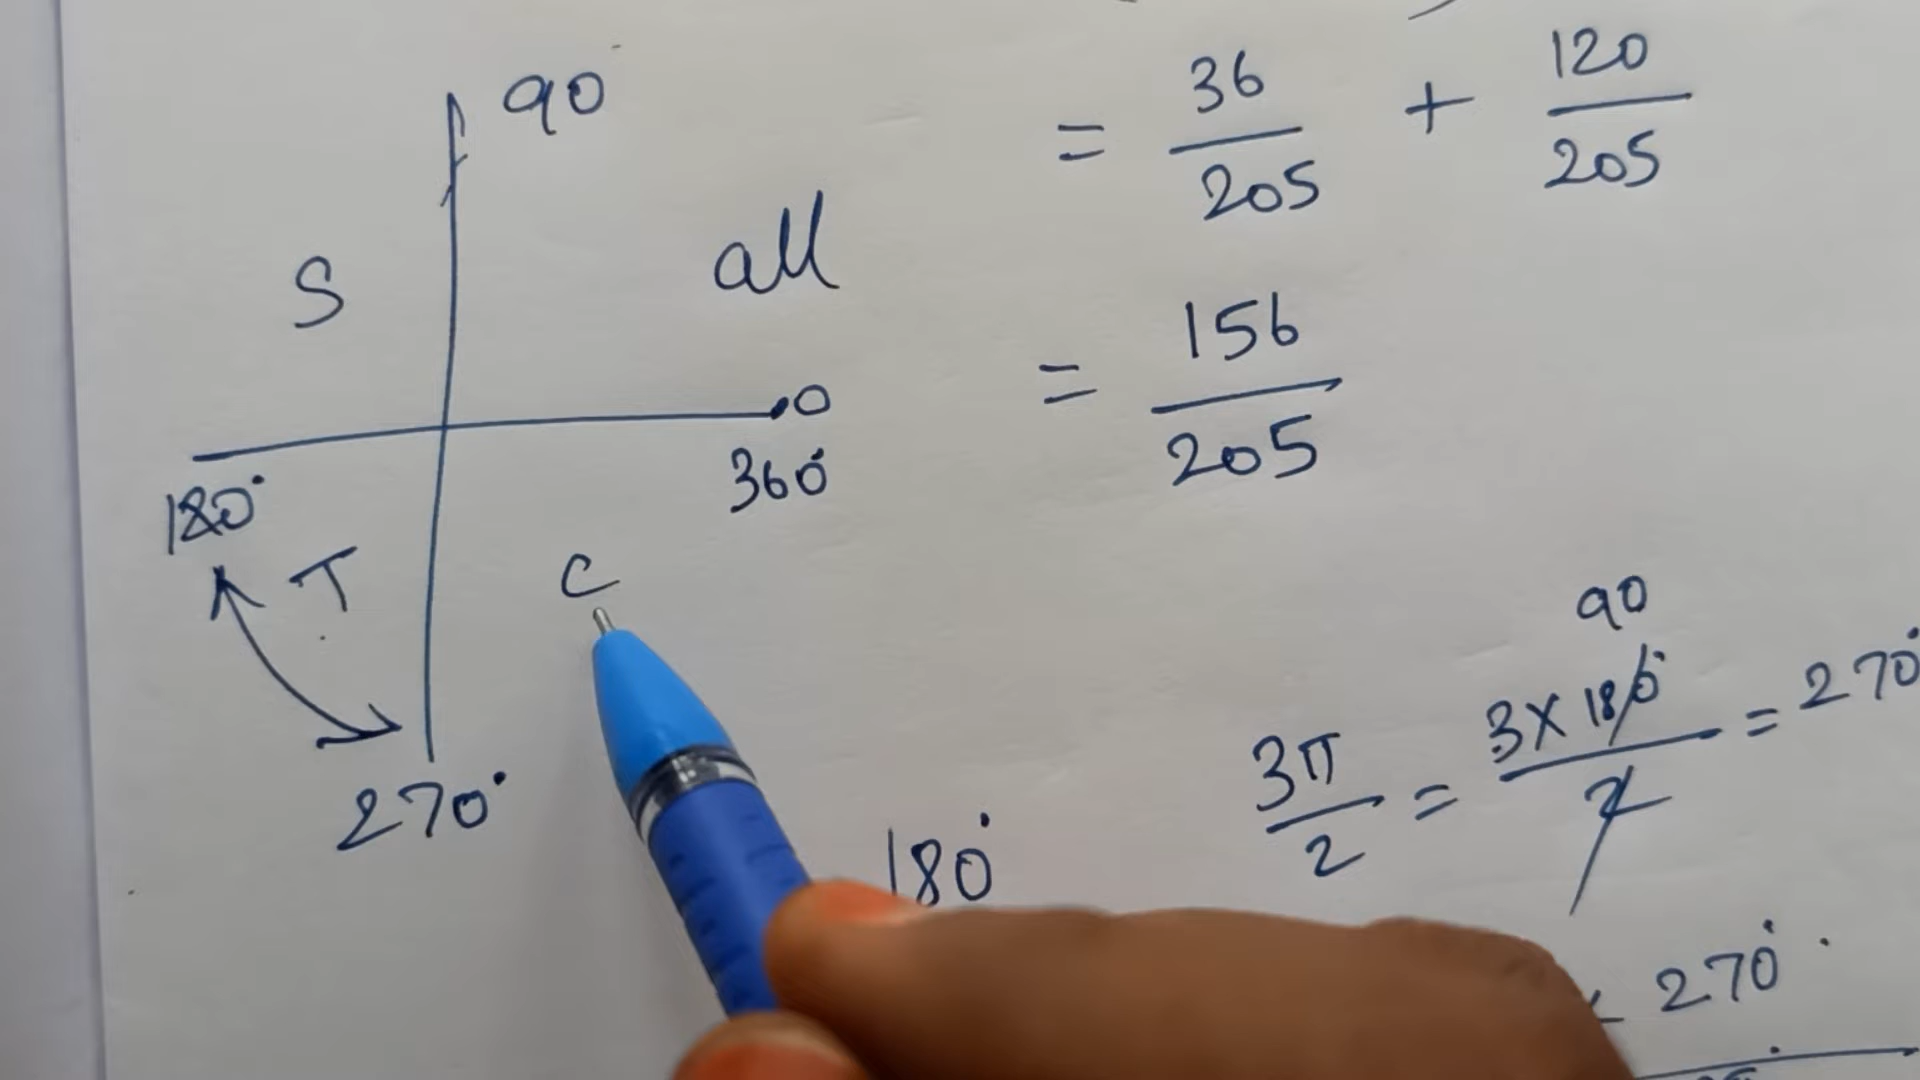 90
S all
0
180° 360°
T C
270°
= 36/205 + 120/205
= 156/205
90
3π/2 = 3×180°/2 = 270°
180°
270°